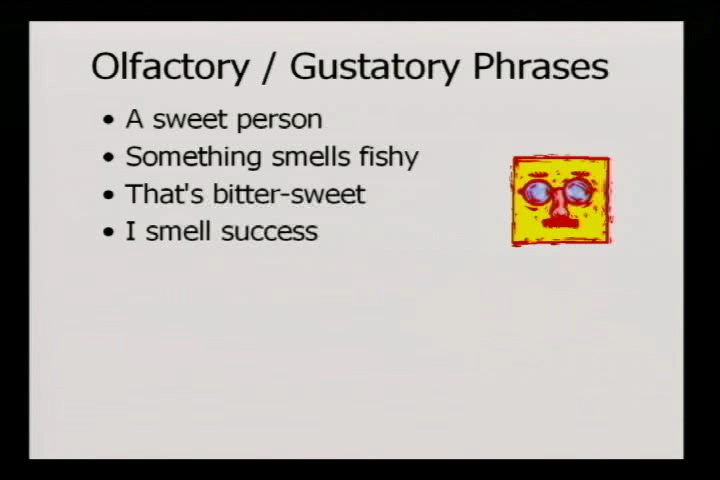 Olfactory / Gustatory Phrases
• A sweet person
• Something smells fishy
• That's bitter-sweet
• I smell success